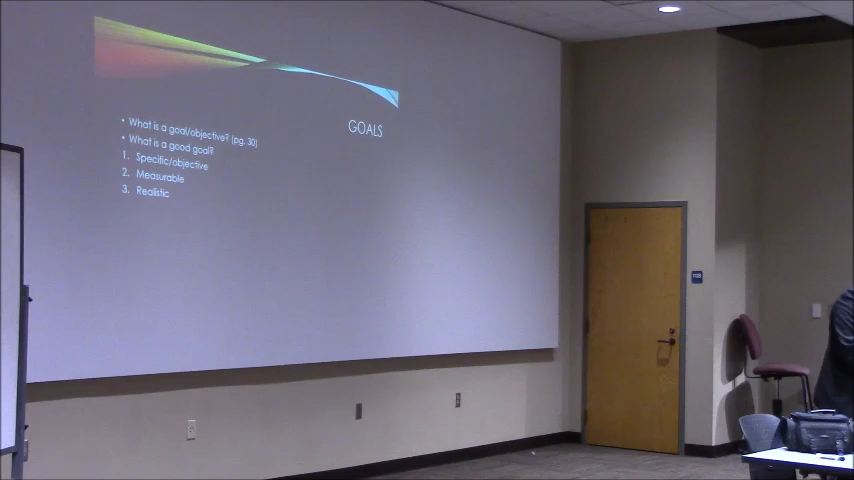 GOALS
• What is a goal/objective? (pg. 30)
• What is a good goal?
1. Specific/objective
2. Measurable
3. Realistic